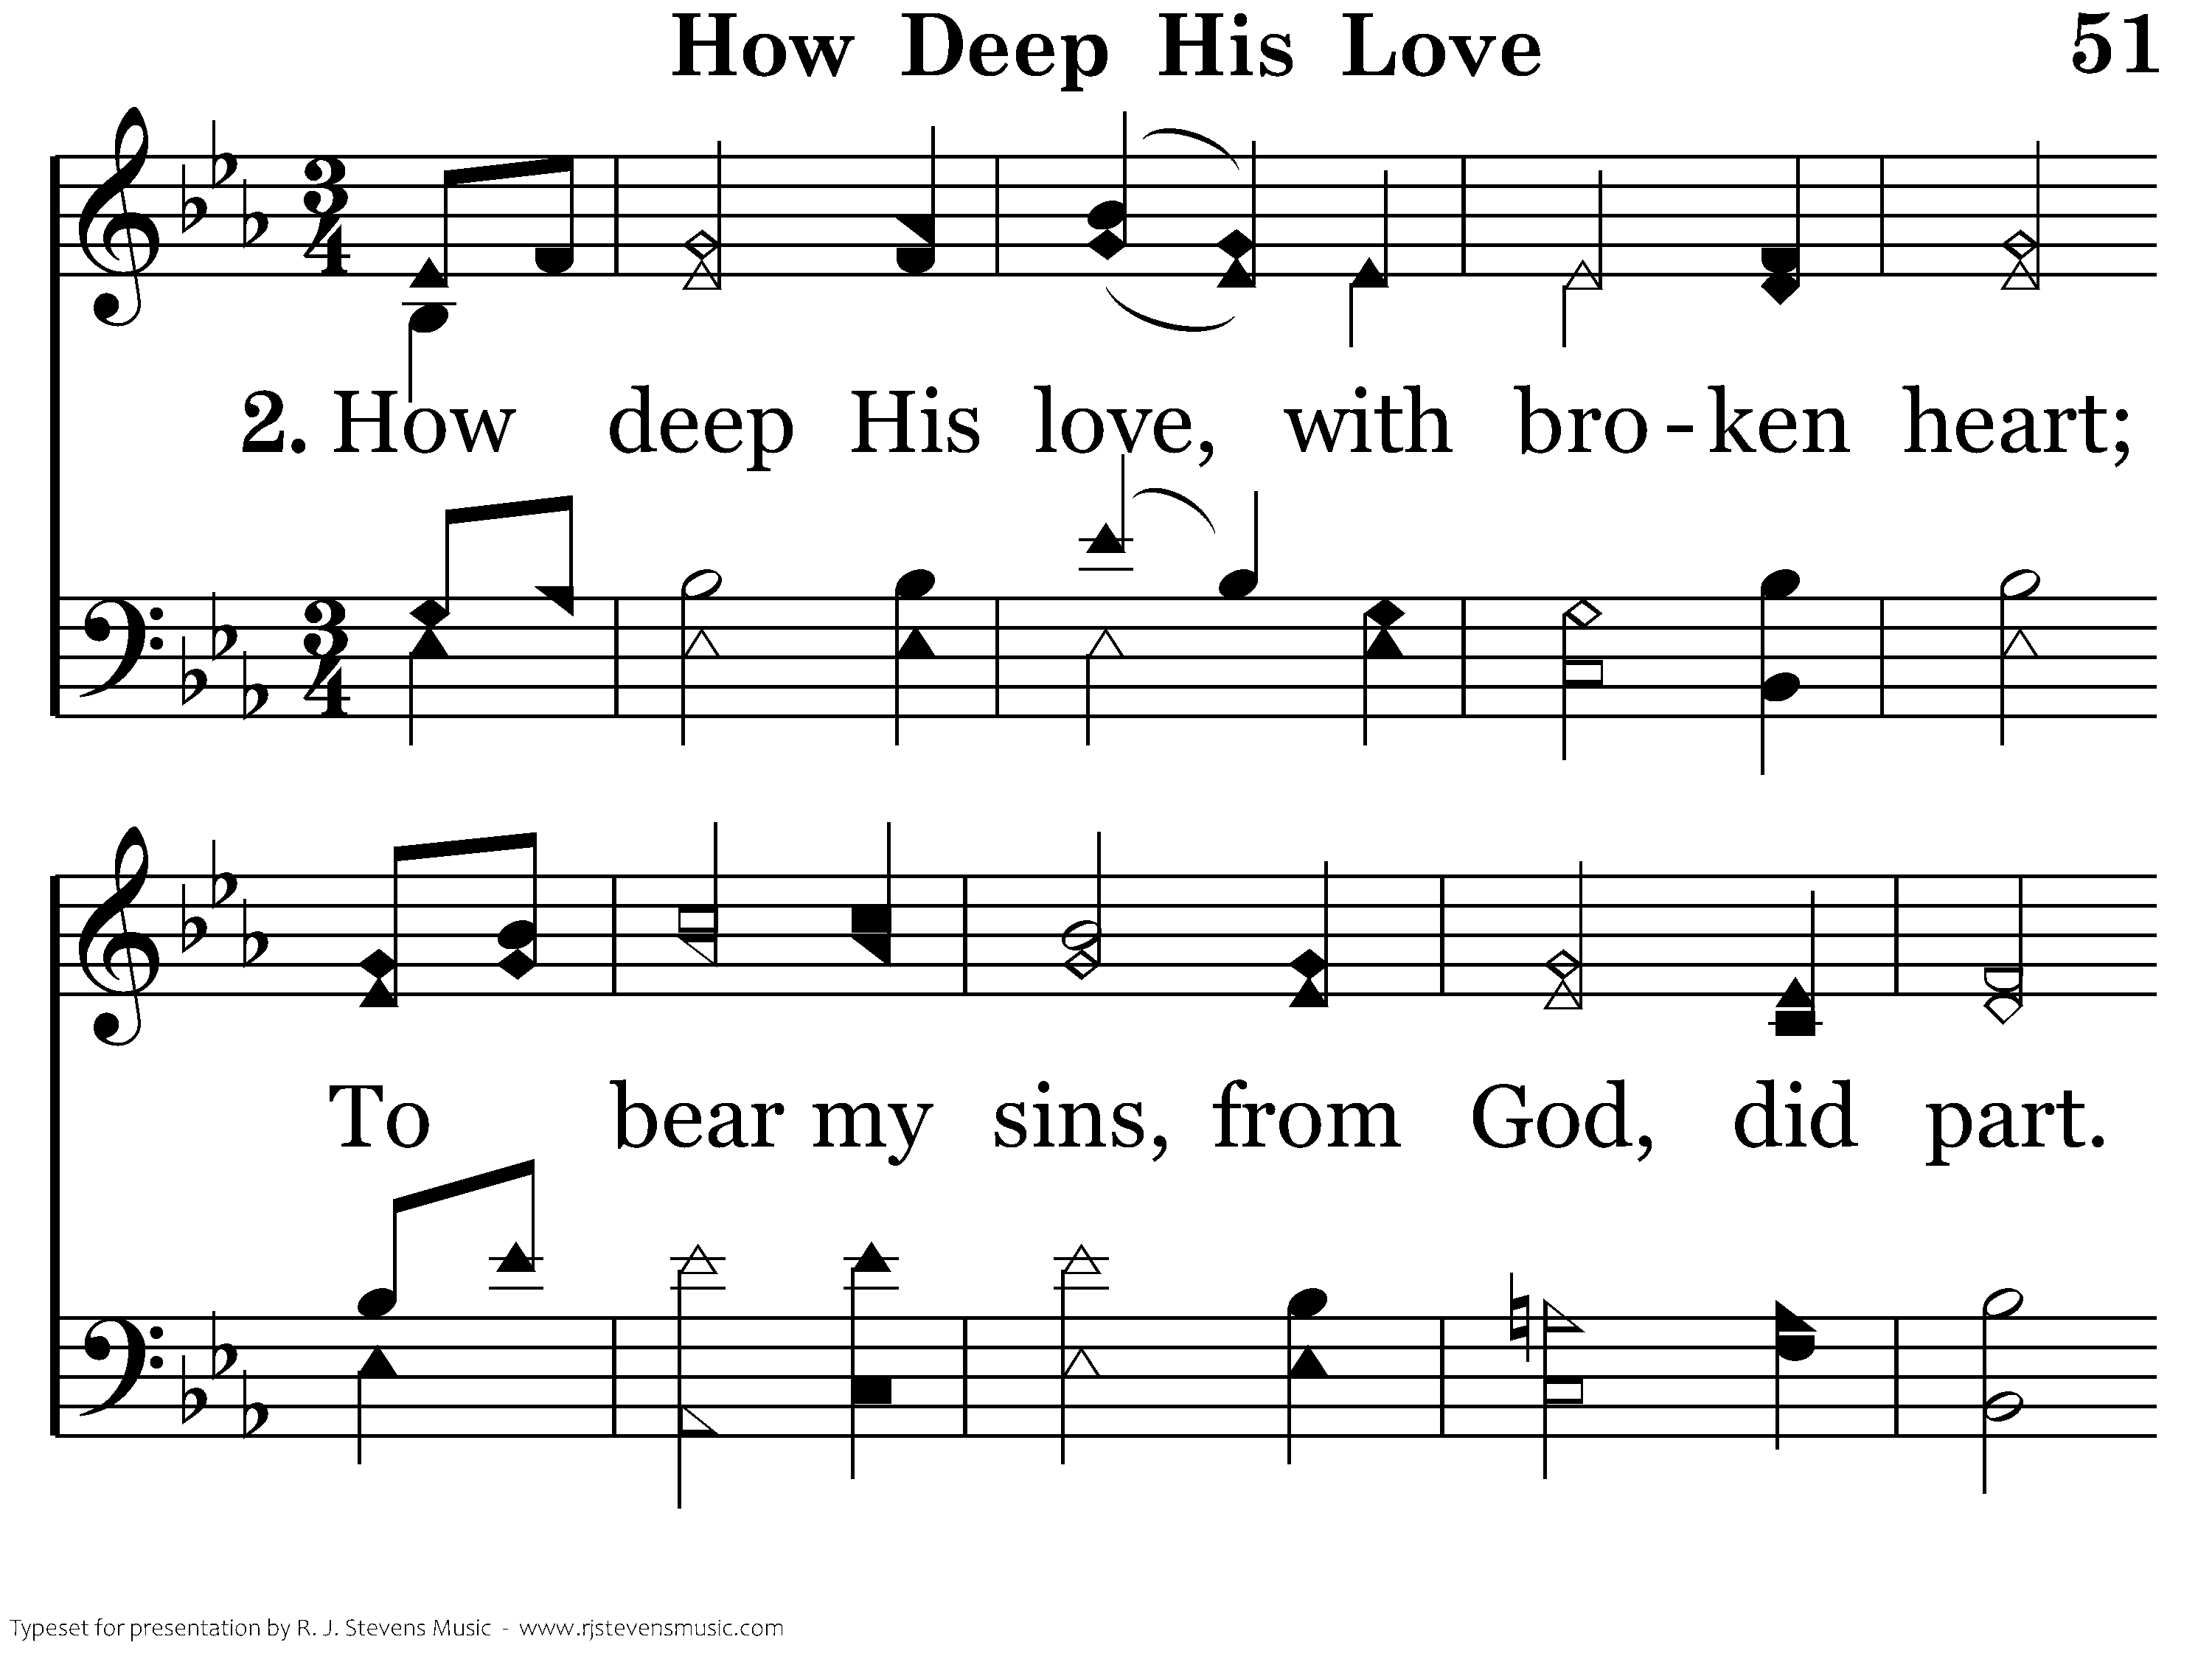 How Deep His Love 51
2. How deep His love, with bro - ken heart;
To bear my sins, from God, did part.
Typeset for presentation by R. J. Stevens Music - www.rjstevensmusic.com